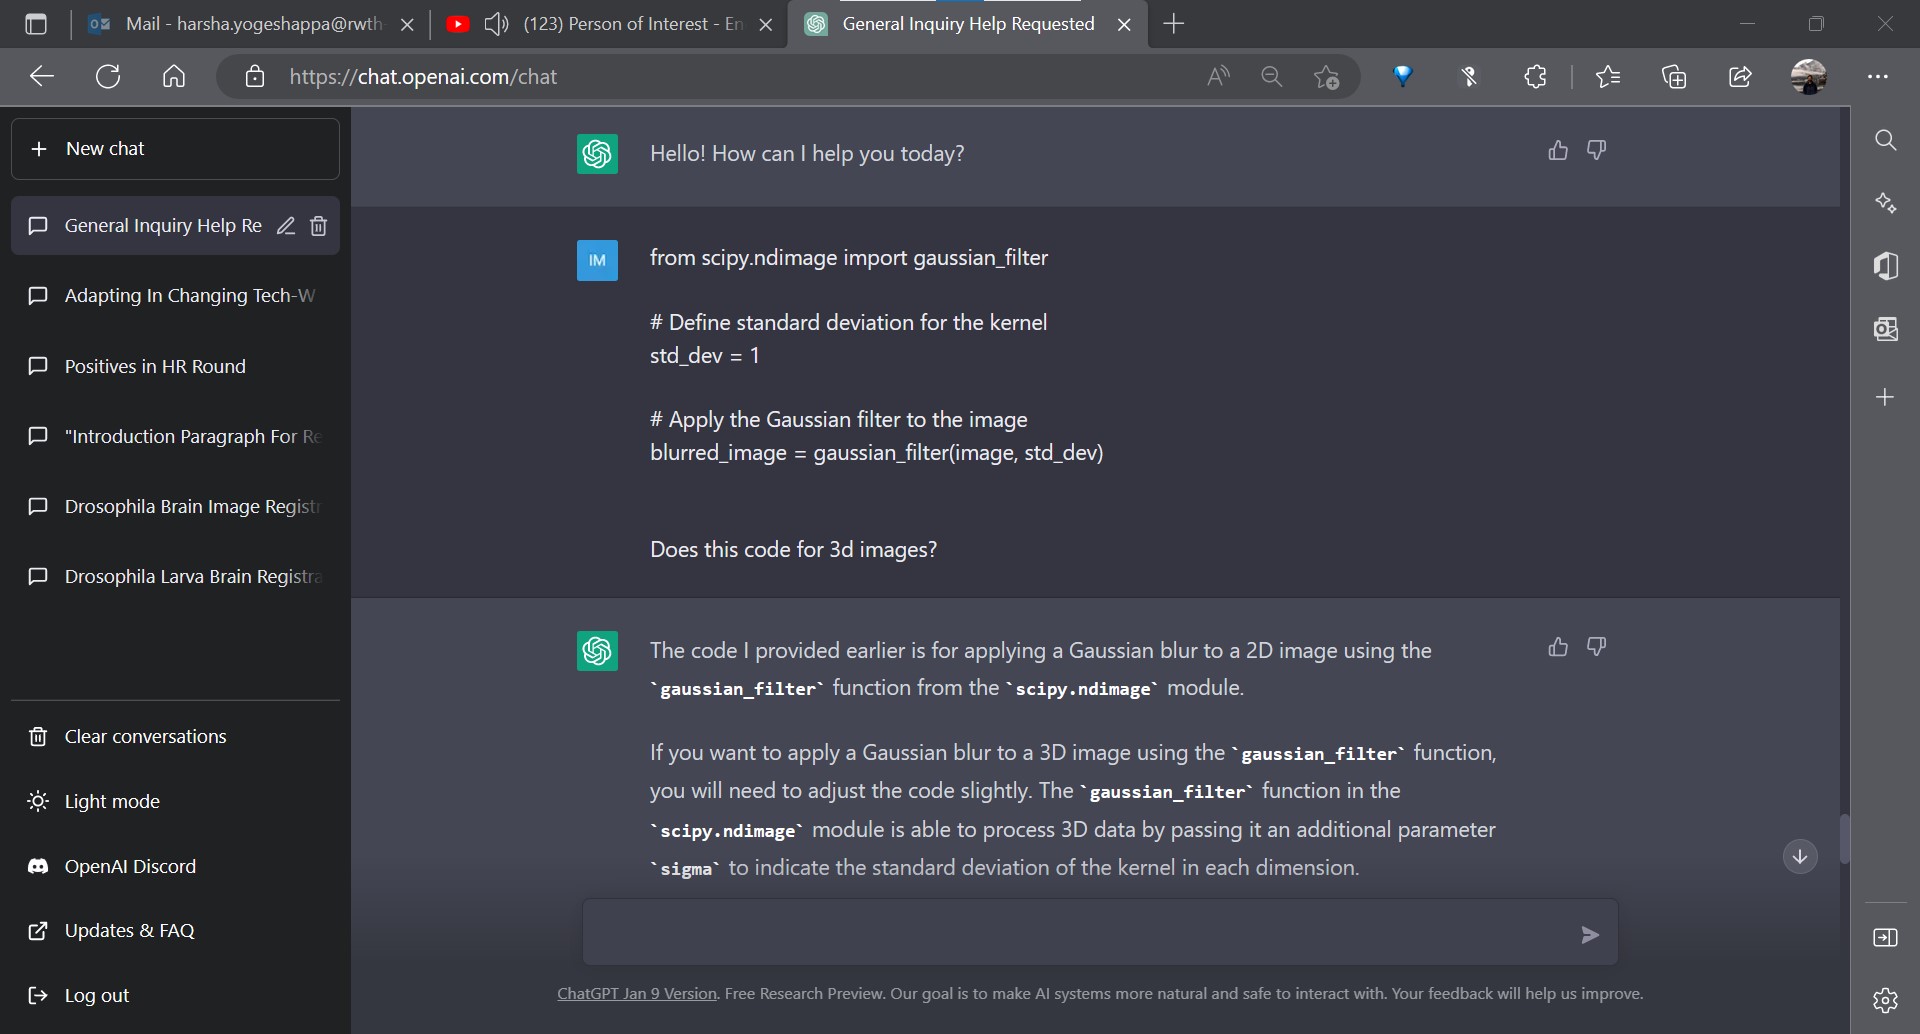 Mail - harsha.yogeshappa@rwth-
(123) Person of Interest - En
General Inquiry Help Requested
https://chat.openai.com/chat
New chat
General Inquiry Help Re
Adapting In Changing Tech-W
Positives in HR Round
"Introduction Paragraph For Re
Drosophila Brain Image Registr
Drosophila Larva Brain Registra
Clear conversations
Light mode
OpenAI Discord
Updates & FAQ
Log out
Hello! How can I help you today?
IM
from scipy.ndimage import gaussian_filter
# Define standard deviation for the kernel
std_dev = 1
# Apply the Gaussian filter to the image
blurred_image = gaussian_filter(image, std_dev)
Does this code for 3d images?
The code I provided earlier is for applying a Gaussian blur to a 2D image using the
`gaussian_filter` function from the `scipy.ndimage` module.
If you want to apply a Gaussian blur to a 3D image using the `gaussian_filter` function,
you will need to adjust the code slightly. The `gaussian_filter` function in the
`scipy.ndimage` module is able to process 3D data by passing it an additional parameter
`sigma` to indicate the standard deviation of the kernel in each dimension.
ChatGPT Jan 9 Version. Free Research Preview. Our goal is to make AI systems more natural and safe to interact with. Your feedback will help us improve.